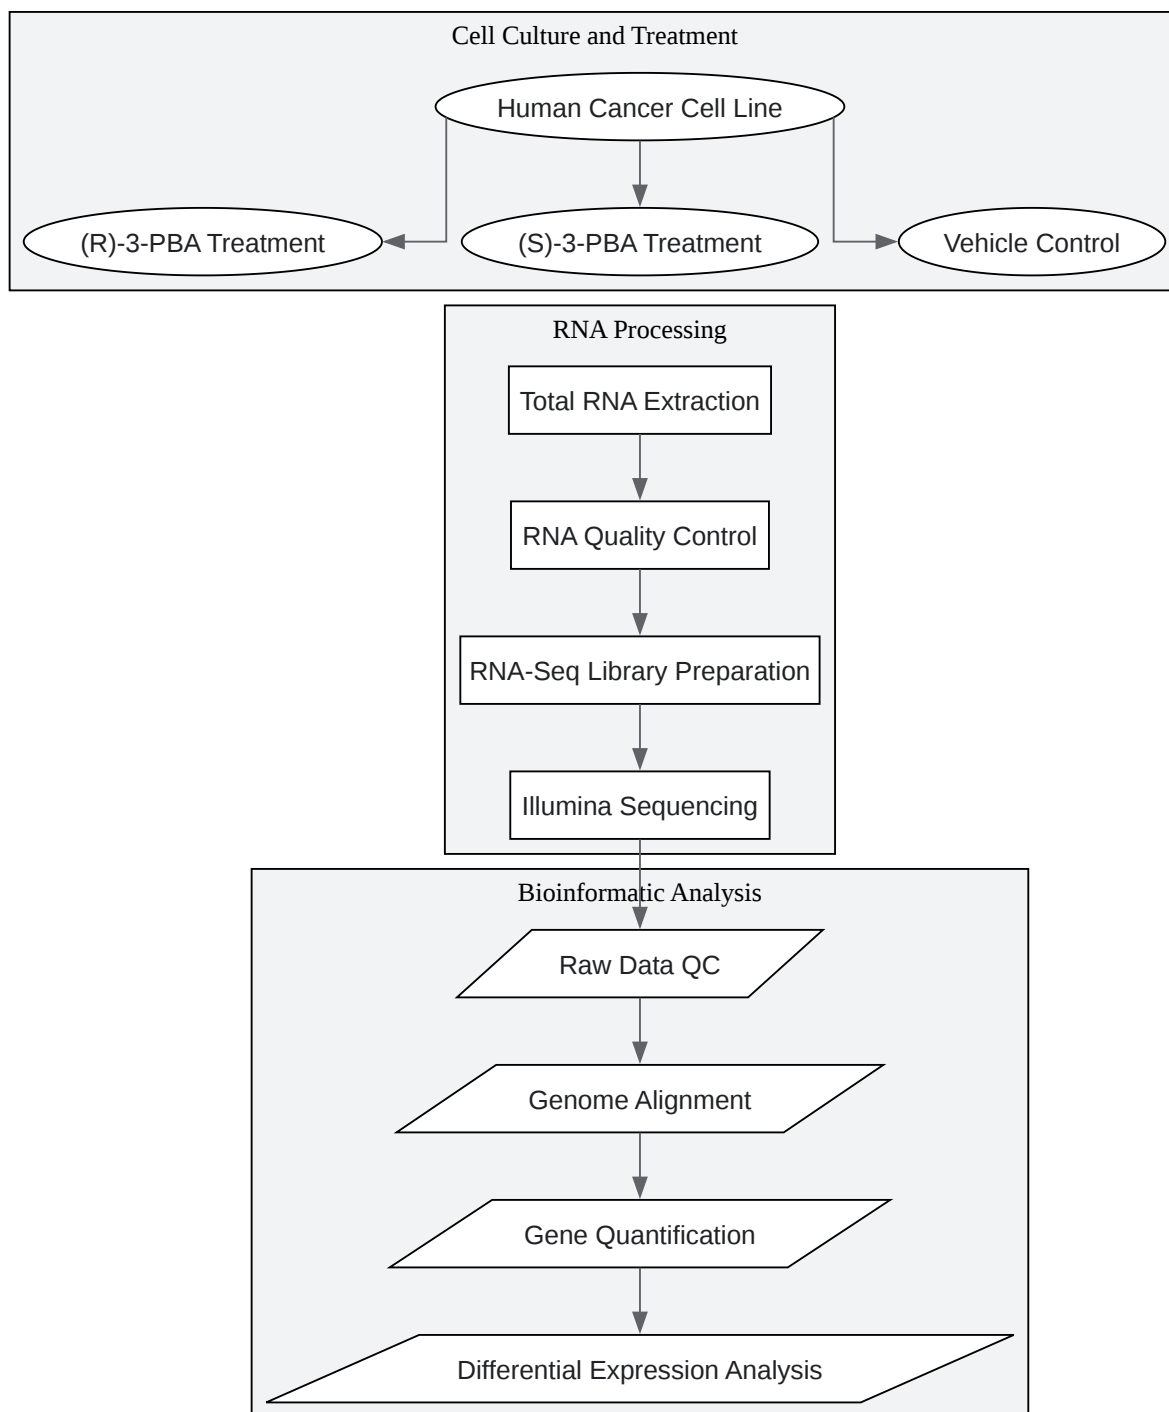 Cell Culture and Treatment
Human Cancer Cell Line
(R)-3-PBA Treatment
(S)-3-PBA Treatment
Vehicle Control
RNA Processing
Total RNA Extraction
RNA Quality Control
RNA-Seq Library Preparation
Illumina Sequencing
Bioinformatic Analysis
Raw Data QC
Genome Alignment
Gene Quantification
Differential Expression Analysis